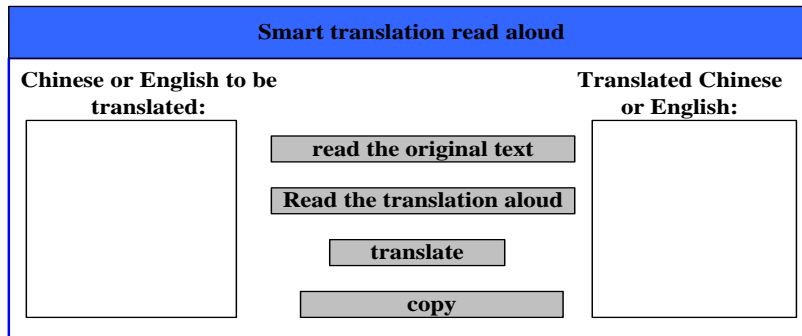 Smart translation read aloud
Chinese or English to be
translated:
Translated Chinese
or English:
read the original text
Read the translation aloud
translate
copy